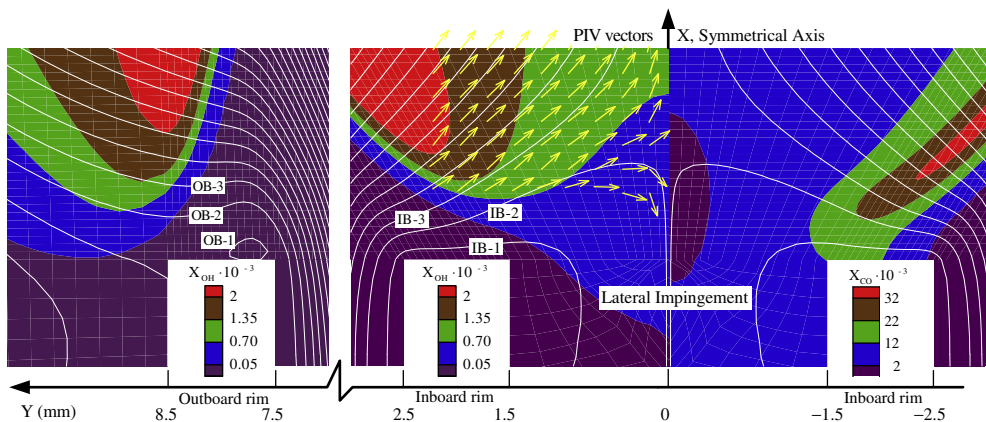 PIV vectors
X, Symmetrical Axis
OB-3
OB-2
OB-1
IB-3
IB-2
IB-1
X OH · 10 -3
2
1.35
0.70
0.05
X OH · 10 -3
2
1.35
0.70
0.05
Lateral Impingement
X CO · 10 -3
32
22
12
2
Y (mm)
Outboard rim
8.5
7.5
Inboard rim
2.5
1.5
0
Inboard rim
−1.5
−2.5